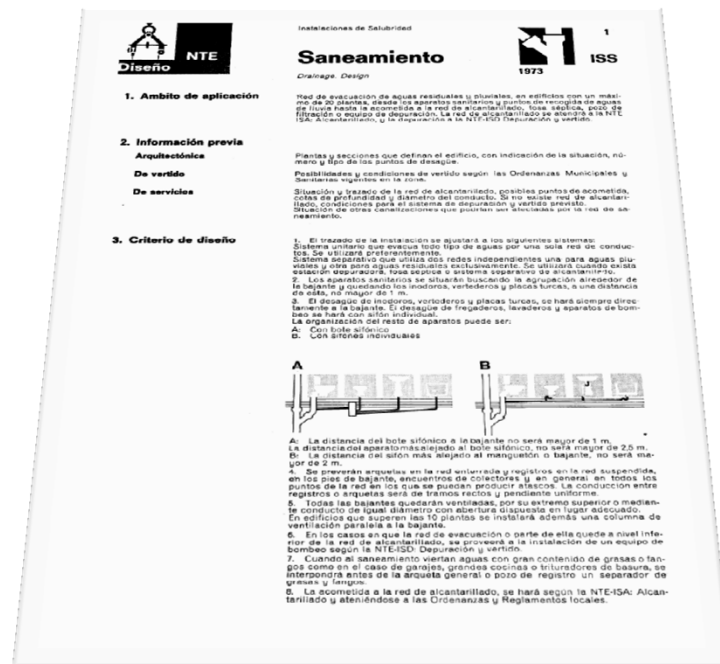 Diseño
NTE
Instalaciones de Salubridad
Saneamiento
Drainage. Design
1
ISS
1973
1. Ambito de aplicación
Red de evacuación de aguas residuales y pluviales, en edificios con un máxi-
mo de 20 plantas, desde los aparatos sanitarios y puntos de recogida de aguas
de lluvia hasta la acometida a la red de alcantarillado, fosa séptica, pozo de
filtración o equipo de depuración. La red de alcantarillado se atendrá a la NTE
ISA: Alcantarillado, y la depuración a la NTE-ISD Depuración y vertido.
2. Información previa
Arquitectónica
Plantas y secciones que definan el edificio, con indicación de la situación, nú-
mero y tipo de los puntos de desagüe.
De vertido
Posibilidades y condiciones de vertido según las Ordenanzas Municipales y
Sanitarias vigentes en la zona.
De servicios
Situación y trazado de la red de alcantarillado, posibles puntos de acometida,
cotas de profundidad y diámetro del conducto. Si no existe red de alcantari-
llado, condiciones para el sistema de depuración y vertido previsto.
Situación de otras canalizaciones que podrían ser afectadas por la red de sa-
neamiento.
3. Criterio de diseño
1. El trazado de la instalación se ajustará a los siguientes sistemas:
Sistema unitario que evacua todo tipo de aguas por una sola red de conduc-
tos. Se utilizará preferentemente.
Sistema separativo que utiliza dos redes independientes una para aguas plu-
viales y otra para aguas residuales exclusivamente. Se utilizará cuando exista
estación depuradora, fosa séptica o sistema separativo de alcantarillado.
2. Los aparatos sanitarios se situarán buscando la agrupación alrededor de
la bajante y quedando los inodoros, vertederos y placas turcas, a una distancia
de esta, no mayor de 1 m.
3. El desagüe de inodoros, vertederos y placas turcas, se hará siempre direc-
tamente a la bajante. El desagüe de fregaderos, lavaderos y aparatos de bom-
beo se hará con sifón individual.
La organización del resto de aparatos puede ser:
A: Con bote sifónico
B. Con sifones individuales
A
B
A: La distancia del bote sifónico a la bajante no será mayor de 1 m.
La distancia del aparato más alejado al bote sifónico, no será mayor de 2,5 m.
B: La distancia del sifón más alejado al manguetón o bajante, no será ma-
yor de 2 m.
4. Se preverán arquetas en la red enterrada y registros en la red suspendida,
en los pies de bajante, encuentros de colectores y en general en todos los
puntos de la red en los que se puedan producir atascos. La conducción entre
registros o arquetas será de tramos rectos y pendiente uniforme.
5. Todas las bajantes quedarán ventiladas, por su extremo superior o median-
te conducto de igual diámetro con abertura dispuesta en lugar adecuado.
En edificios que superen las 10 plantas se instalará además una columna de
ventilación paralela a la bajante.
6. En los casos en que la red de evacuación o parte de ella quede a nivel infe-
rior de la red de alcantarillado, se proveerá a la instalación de un equipo de
bombeo según la NTE-ISD: Depuración y vertido.
7. Cuando al saneamiento viertan aguas con gran contenido de grasas o fan-
gos como en el caso de garajes, grandes cocinas o trituradores de basura, se
interpondrá antes de la arqueta general o pozo de registro un separador de
grasas y fangos.
8. La acometida a la red de alcantarillado, se hará según la NTE-ISA: Alcan-
tarillado y ateniéndose a las Ordenanzas y Reglamentos locales.